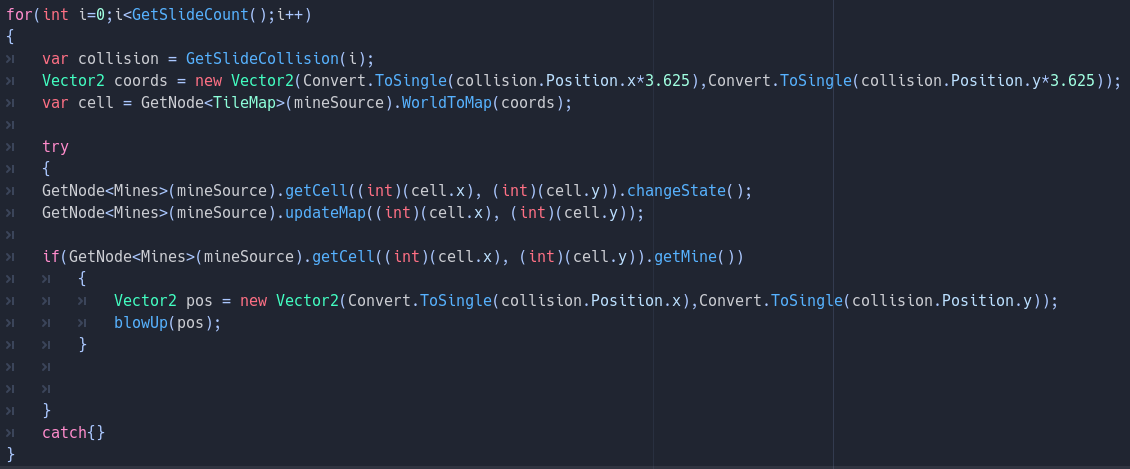 for(int i=0;i<GetSlideCount();i++)
{
var collision = GetSlideCollision(i);
Vector2 coords = new Vector2(Convert.ToSingle(collision.Position.x*3.625),Convert.ToSingle(collision.Position.y*3.625));
var cell = GetNode<TileMap>(mineSource).WorldToMap(coords);
try
{
GetNode<Mines>(mineSource).getCell((int)(cell.x), (int)(cell.y)).changeState();
GetNode<Mines>(mineSource).updateMap((int)(cell.x), (int)(cell.y));
if(GetNode<Mines>(mineSource).getCell((int)(cell.x), (int)(cell.y)).getMine())
{
Vector2 pos = new Vector2(Convert.ToSingle(collision.Position.x),Convert.ToSingle(collision.Position.y));
blowUp(pos);
}
}
catch{}
}